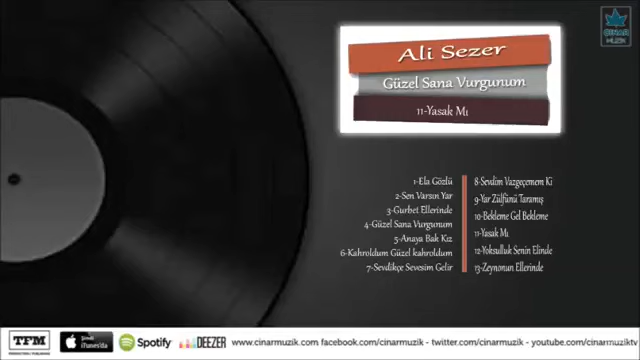 ÇINAR
MÜZİK
Ali Sezer
Güzel Sana Vurgunum
11-Yasak Mı
1-Ela Gözlü
2-Sen Varsın Yar
3-Gurbet Ellerinde
4-Güzel Sana Vurgunum
5-Anaya Bak Kız
6-Kahroldum Güzel kahroldum
7-Sevdikçe Sevesim Gelir
8-Sevdim Vazgeçemem Ki
9-Yar Zülfünü Taramış
10-Bekleme Gel Bekleme
11-Yasak Mı
12-Yoksulluk Senin Elinde
13-Zeynonun Ellerinde
TFM
Şimdi
iTunes'da
Spotify
DEEZER
www.cinarmuzik.com facebook.com/cinarmuzik - twitter.com/cinarmuzik - youtube.com/cinarmuziktv